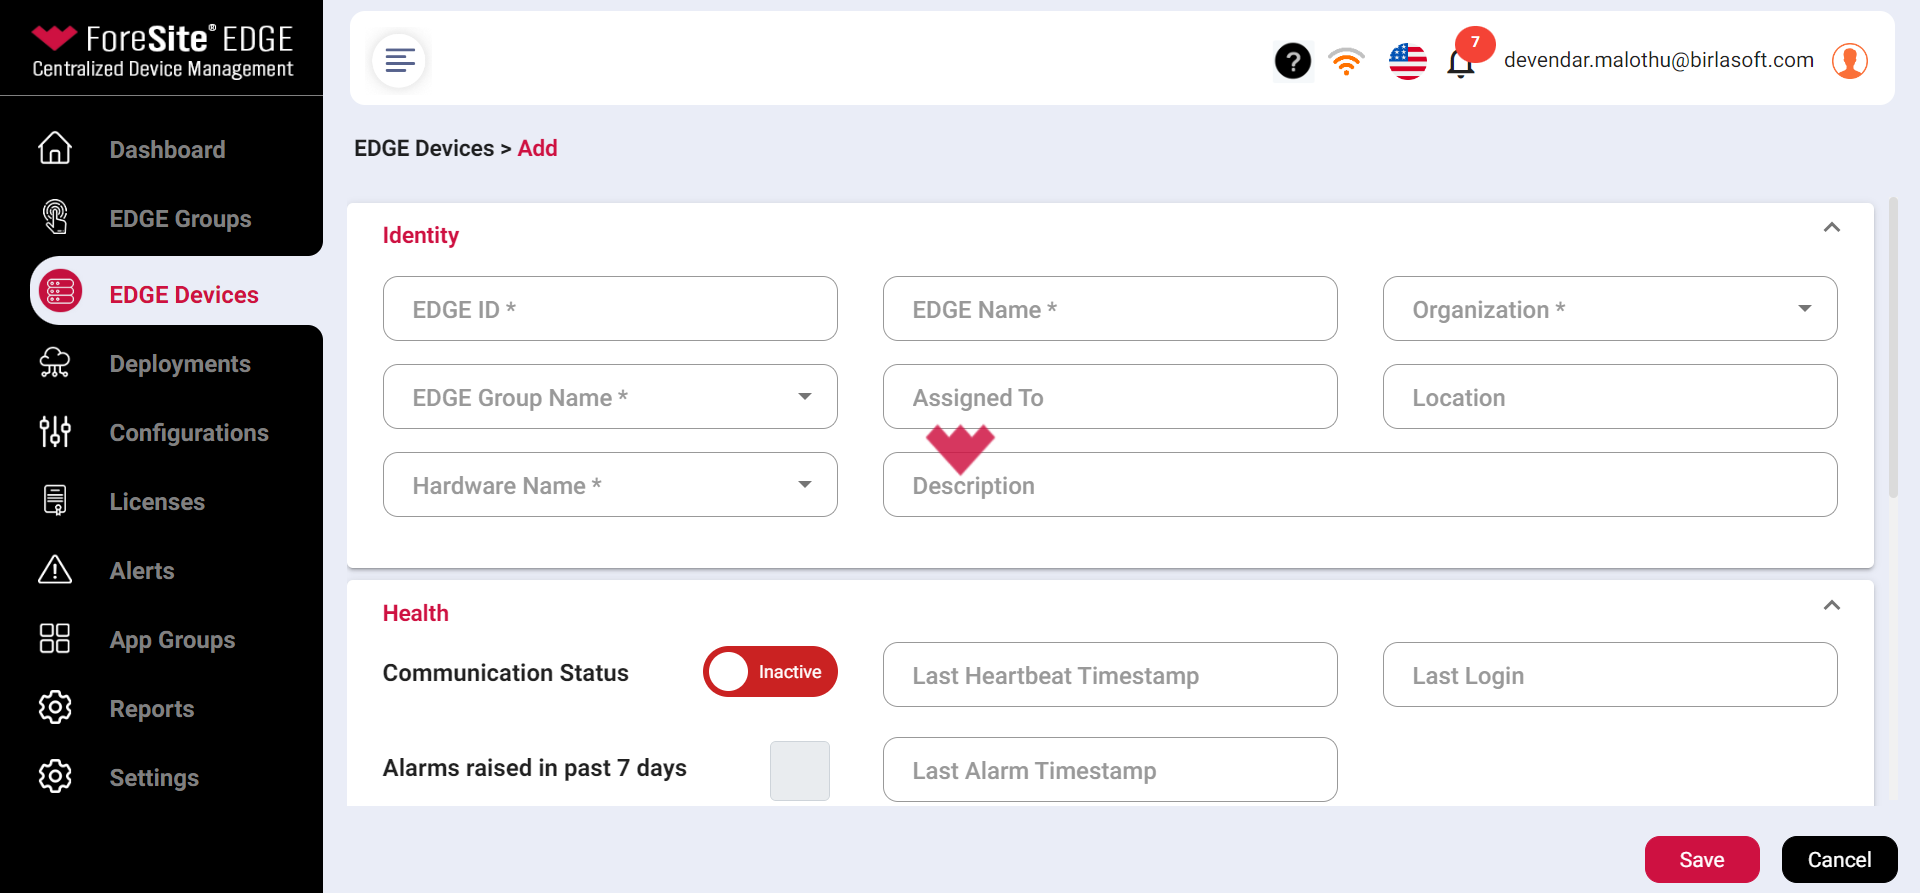 ForeSite® EDGE
Centralized Device Management
Dashboard
EDGE Groups
EDGE Devices
Deployments
Configurations
Licenses
Alerts
App Groups
Reports
Settings
?
7
devendar.malothu@birlasoft.com
EDGE Devices > Add
Identity
EDGE ID *
EDGE Name *
Organization *
EDGE Group Name *
Assigned To
Location
Hardware Name *
Description
Health
Communication Status
Inactive
Last Heartbeat Timestamp
Last Login
Alarms raised in past 7 days
Last Alarm Timestamp
Save
Cancel